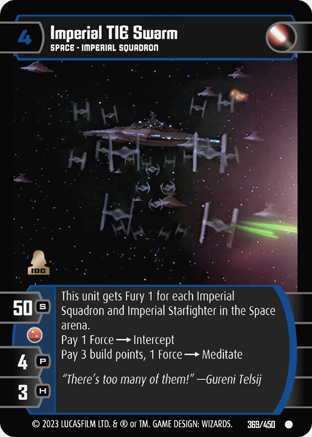 4 Imperial TIE Swarm
SPACE - IMPERIAL SQUADRON
IDC
This unit gets Fury 1 for each Imperial
50 S Squadron and Imperial Starfighter in the Space
arena.
Pay 1 Force → Intercept
4 P Pay 3 build points, 1 Force → Meditate
3 H "There's too many of them!" —Gureni Telsij
© 2023 LUCASFILM LTD. & ® or TM. GAME DESIGN: WIZARDS. 369/450